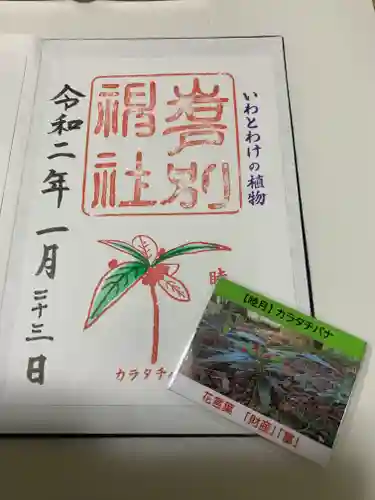 いわとわけの植物
嵒別
神社
令和二年一月二十三日
睦
カラタチバ
【睦月】カラタチバナ
花言葉 「財産」「富」